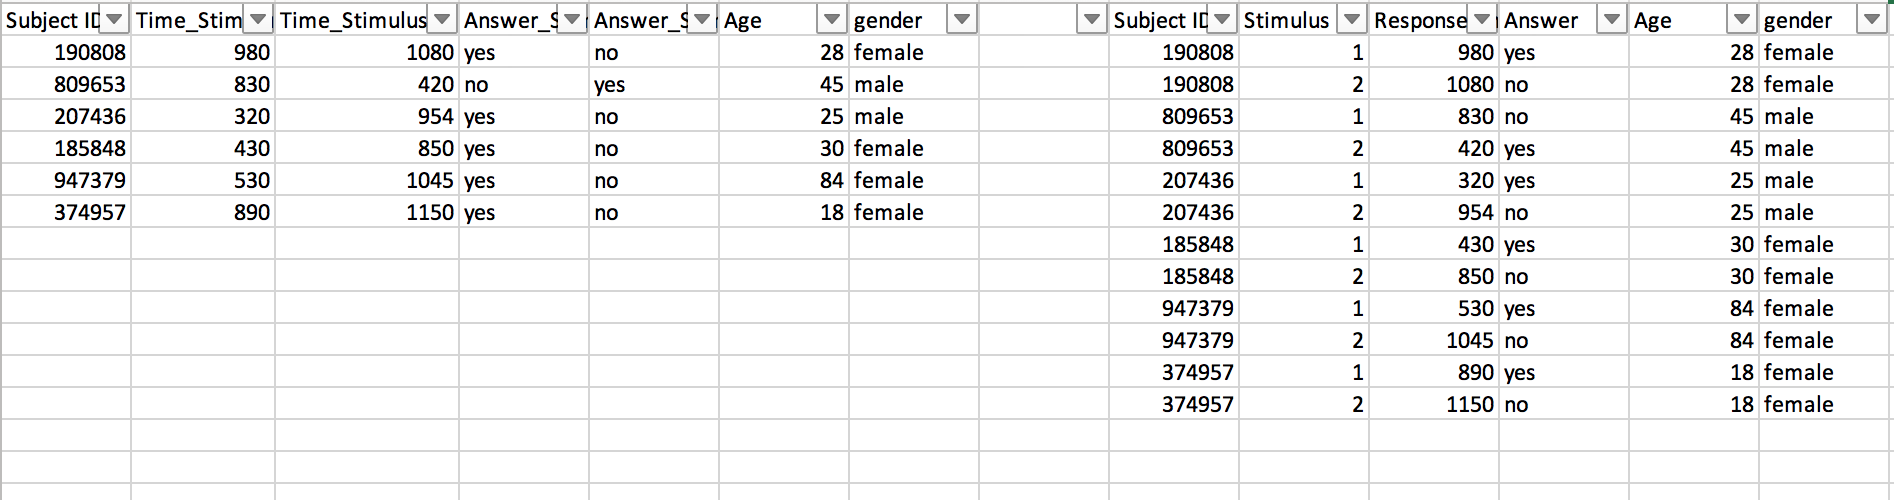 Subject ID Time_Stim Time_Stimulus Answer_S Answer_S Age gender Subject ID Stimulus Response Answer Age gender
190808 980 1080 yes no 28 female 190808 1 980 yes 28 female
809653 830 420 no yes 45 male 190808 2 1080 no 28 female
207436 320 954 yes no 25 male 809653 1 830 no 45 male
185848 430 850 yes no 30 female 809653 2 420 yes 45 male
947379 530 1045 yes no 84 female 207436 1 320 yes 25 male
374957 890 1150 yes no 18 female 207436 2 954 no 25 male
185848 1 430 yes 30 female
185848 2 850 no 30 female
947379 1 530 yes 84 female
947379 2 1045 no 84 female
374957 1 890 yes 18 female
374957 2 1150 no 18 female